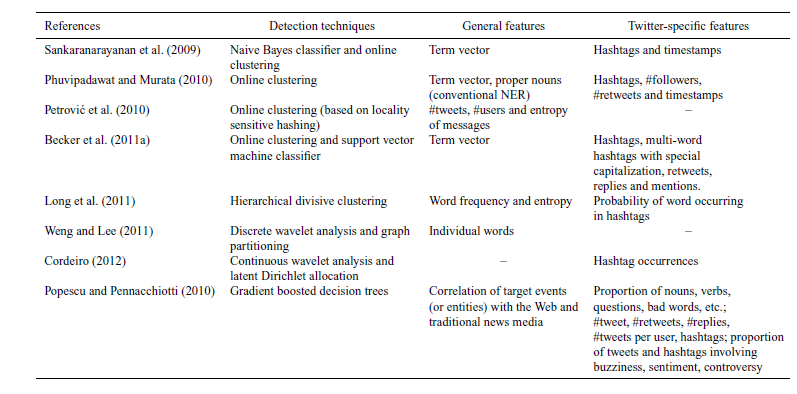 References Detection techniques General features Twitter-specific features
Sankaranarayanan et al. (2009) Naive Bayes classifier and online Term vector Hashtags and timestamps
clustering
Phuvipadawat and Murata (2010) Online clustering Term vector, proper nouns Hashtags, #followers,
(conventional NER) #retweets and timestamps
Petrović et al. (2010) Online clustering (based on locality #tweets, #users and entropy –
sensitive hashing) of messages
Becker et al. (2011a) Online clustering and support vector Term vector Hashtags, multi-word
machine classifier hashtags with special
capitalization, retweets,
replies and mentions.
Long et al. (2011) Hierarchical divisive clustering Word frequency and entropy Probability of word occurring
in hashtags
Weng and Lee (2011) Discrete wavelet analysis and graph Individual words –
partitioning
Cordeiro (2012) Continuous wavelet analysis and – Hashtag occurrences
latent Dirichlet allocation
Popescu and Pennacchiotti (2010) Gradient boosted decision trees Correlation of target events Proportion of nouns, verbs,
(or entities) with the Web and questions, bad words, etc.;
traditional news media #tweet, #retweets, #replies,
#tweets per user, hashtags; proportion
of tweets and hashtags involving
buzziness, sentiment, controversy